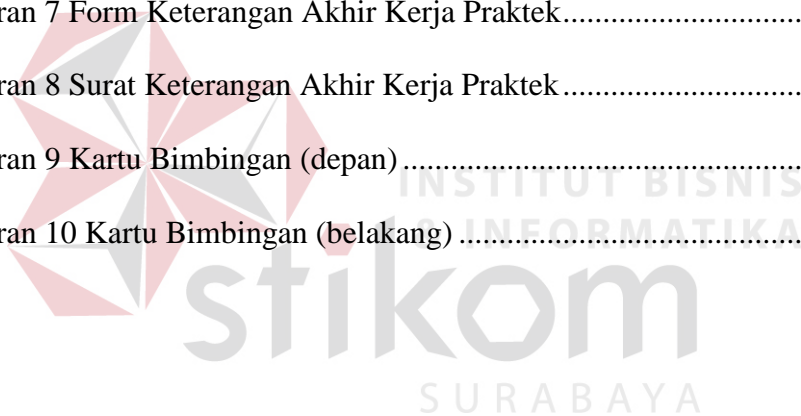 ran 7 Form Keterangan Akhir Kerja Praktek..........................
ran 8 Surat Keterangan Akhir Kerja Praktek..........................
ran 9 Kartu Bimbingan (depan)..........................................
INSTITUT BISNIS
ran 10 Kartu Bimbingan (belakang)....................................
& INFORMATIKA
stikom
SURABAYA